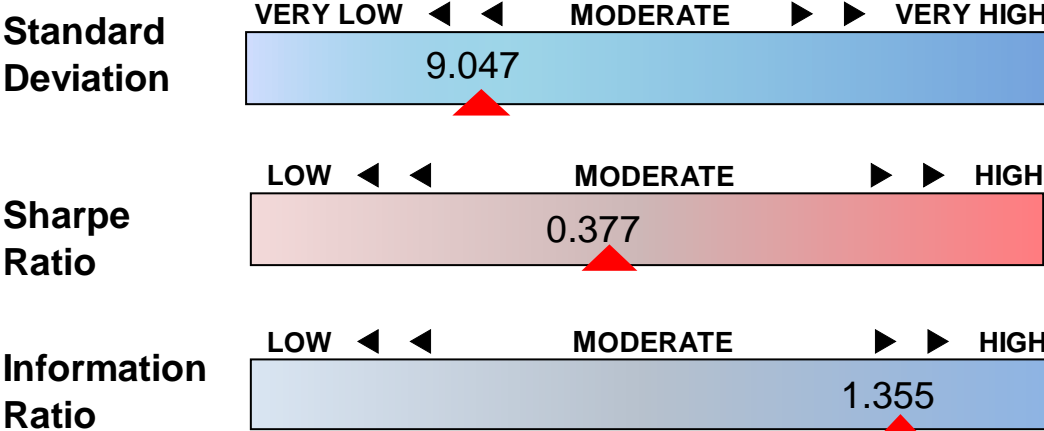 VERY LOW ◄ ◄ MODERATE ► ► VERY HIGH
Standard
Deviation
9.047
LOW ◄ ◄ MODERATE ► ► HIGH
Sharpe
Ratio
0.377
LOW ◄ ◄ MODERATE ► ► HIGH
Information
Ratio
1.355